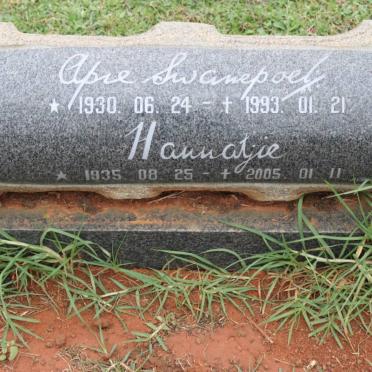 Apie Swanepoel
★ 1930. 06. 24 - † 1993. 01. 21
Hannatjie
★ 1935. 08 25 - † 2005. 01 11